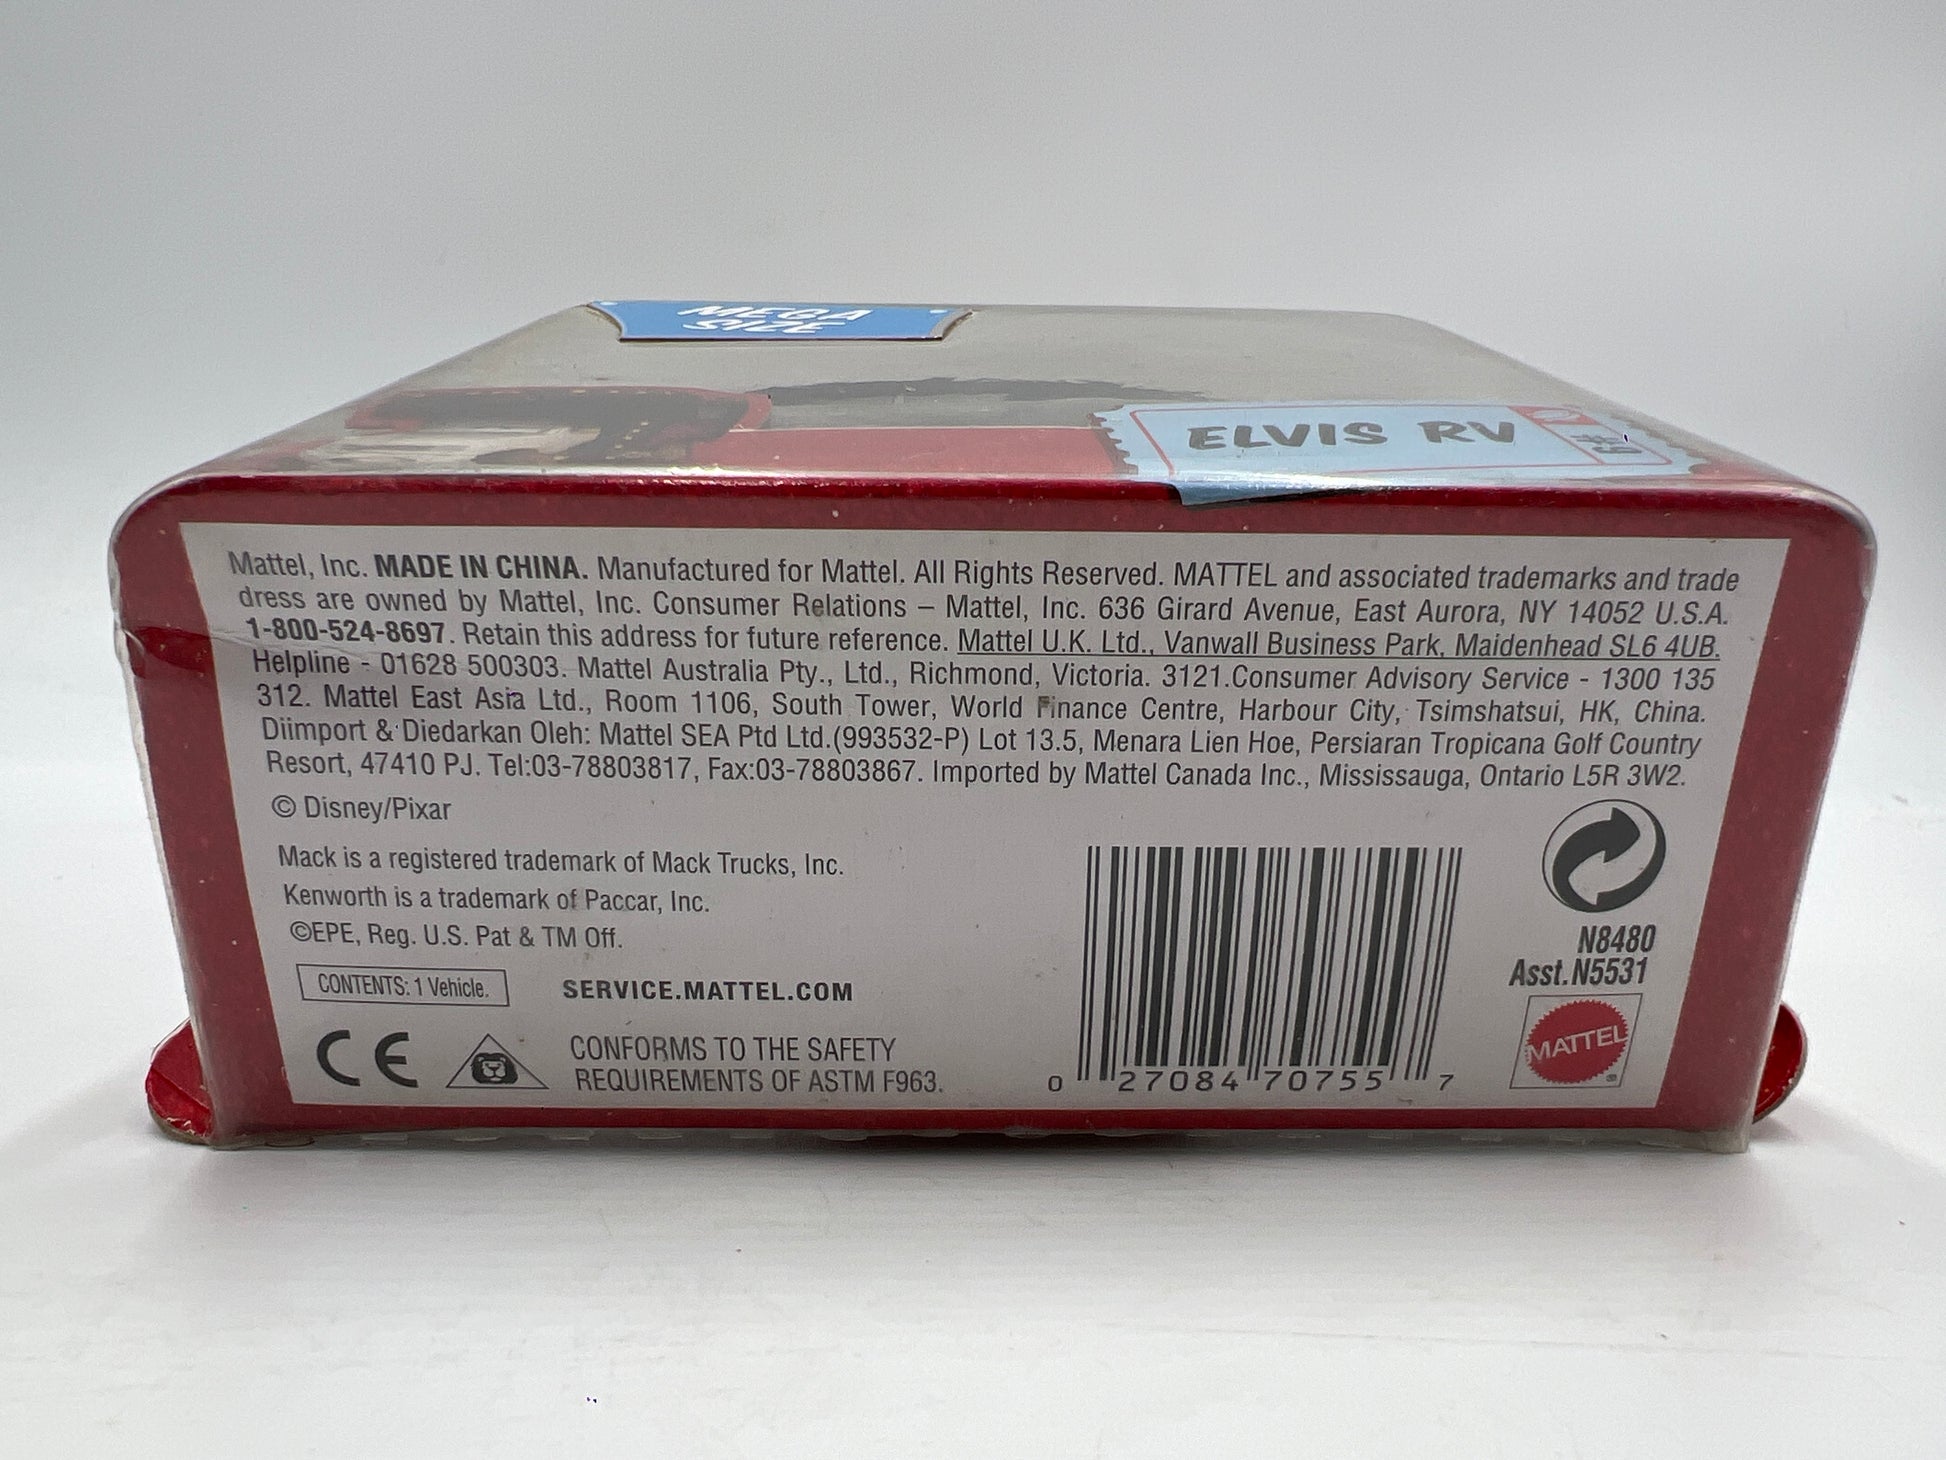 MEGA
SIZE
ELVIS RV
#9
Mattel, Inc. MADE IN CHINA. Manufactured for Mattel. All Rights Reserved. MATTEL and associated trademarks and trade
dress are owned by Mattel, Inc. Consumer Relations – Mattel, Inc. 636 Girard Avenue, East Aurora, NY 14052 U.S.A.
1-800-524-8697. Retain this address for future reference. Mattel U.K. Ltd., Vanwall Business Park, Maidenhead SL6 4UB.
Helpline - 01628 500303. Mattel Australia Pty., Ltd., Richmond, Victoria. 3121.Consumer Advisory Service - 1300 135
312. Mattel East Asia Ltd., Room 1106, South Tower, World Finance Centre, Harbour City, Tsimshatsui, HK, China.
Diimport & Diedarkan Oleh: Mattel SEA Ptd Ltd.(993532-P) Lot 13.5, Menara Lien Hoe, Persiaran Tropicana Golf Country
Resort, 47410 PJ. Tel:03-78803817, Fax:03-78803867. Imported by Mattel Canada Inc., Mississauga, Ontario L5R 3W2.
© Disney/Pixar
Mack is a registered trademark of Mack Trucks, Inc.
Kenworth is a trademark of Paccar, Inc.
©EPE, Reg. U.S. Pat & TM Off.
CONTENTS: 1 Vehicle.
SERVICE.MATTEL.COM
CE
CONFORMS TO THE SAFETY
REQUIREMENTS OF ASTM F963.
0 27084 70755 7
N8480
Asst.N5531
MATTEL ®